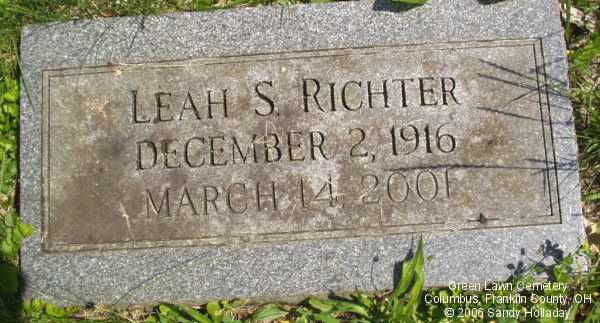 LEAH S. RICHTER
DECEMBER 2, 1916
MARCH 14, 2001
Green Lawn Cemetery
Columbus, Franklin County, OH
© 2006 Sandy Holladay